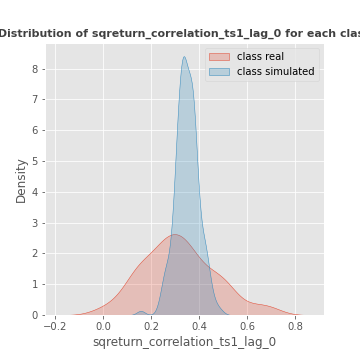 Distribution of sqreturn_correlation_ts1_lag_0 for each clas
class real
class simulated
8
7
6
5
4
3
2
1
0
Density
−0.2 0.0 0.2 0.4 0.6 0.8
sqreturn_correlation_ts1_lag_0